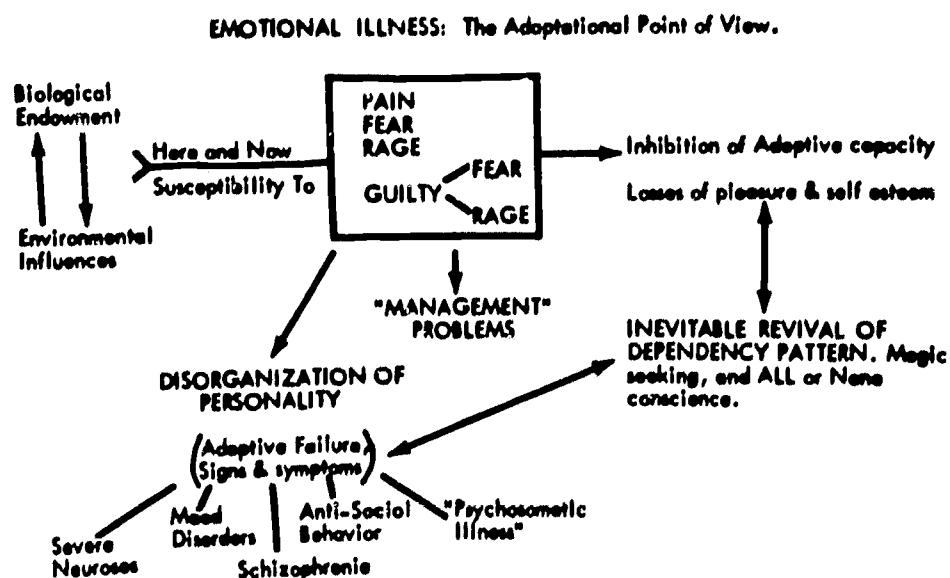 EMOTIONAL ILLNESS: The Adaptational Point of View.
Biological
Endowment
Environmental
Influences
Here and Now
Susceptibility To
PAIN
FEAR
RAGE
GUILTY
FEAR
RAGE
Inhibition of Adaptive capacity
Losses of pleasure & self esteem
"MANAGEMENT"
PROBLEMS
INEVITABLE REVIVAL OF
DEPENDENCY PATTERN. Magic
seeking, and ALL or None
conscience.
DISORGANIZATION OF
PERSONALITY
(Adaptive Failure,
Signs & symptoms)
Severe
Neuroses
Mood
Disorders
Schizophrenic
Anti-Social
Behavior
"Psychosomatic
Illness"